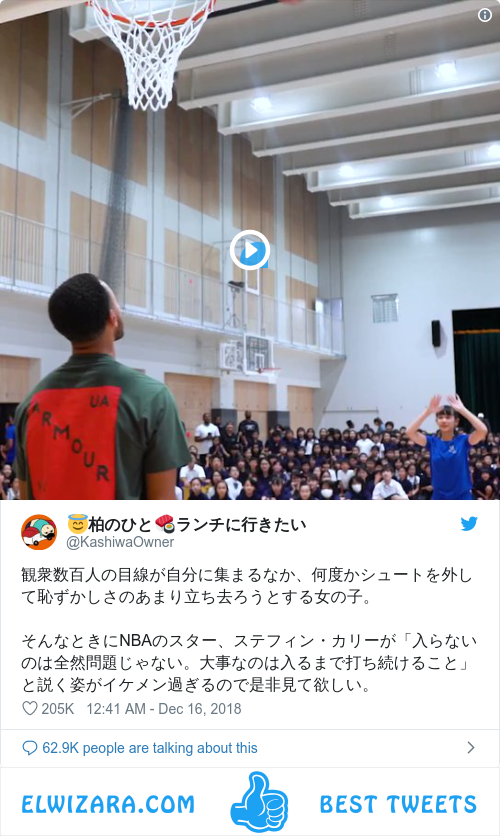 UA
ARMOUR
😇柏のひと🍣ランチに行きたい
@KashiwaOwner
観衆数百人の目線が自分に集まるなか、何度かシュートを外し
て恥ずかしさのあまり立ち去ろうとする女の子。
そんなときにNBAのスター、ステフィン・カリーが「入らない
のは全然問題じゃない。大事なのは入るまで打ち続けること」
と説く姿がイケメン過ぎるので是非見て欲しい。
205K 12:41 AM - Dec 16, 2018
62.9K people are talking about this
ELWIZARA.COM BEST TWEETS